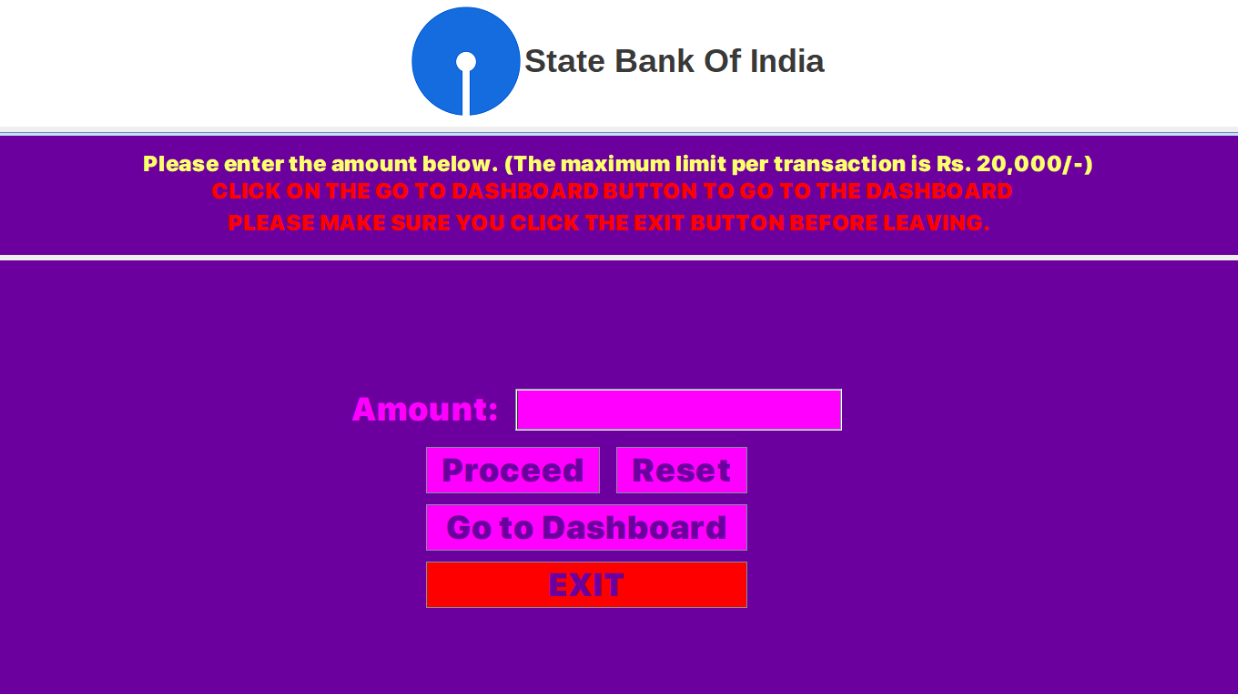 State Bank Of India
Please enter the amount below. (The maximum limit per transaction is Rs. 20,000/-)
CLICK ON THE GO TO DASHBOARD BUTTON TO GO TO THE DASHBOARD
PLEASE MAKE SURE YOU CLICK THE EXIT BUTTON BEFORE LEAVING.
Amount:
Proceed Reset
Go to Dashboard
EXIT